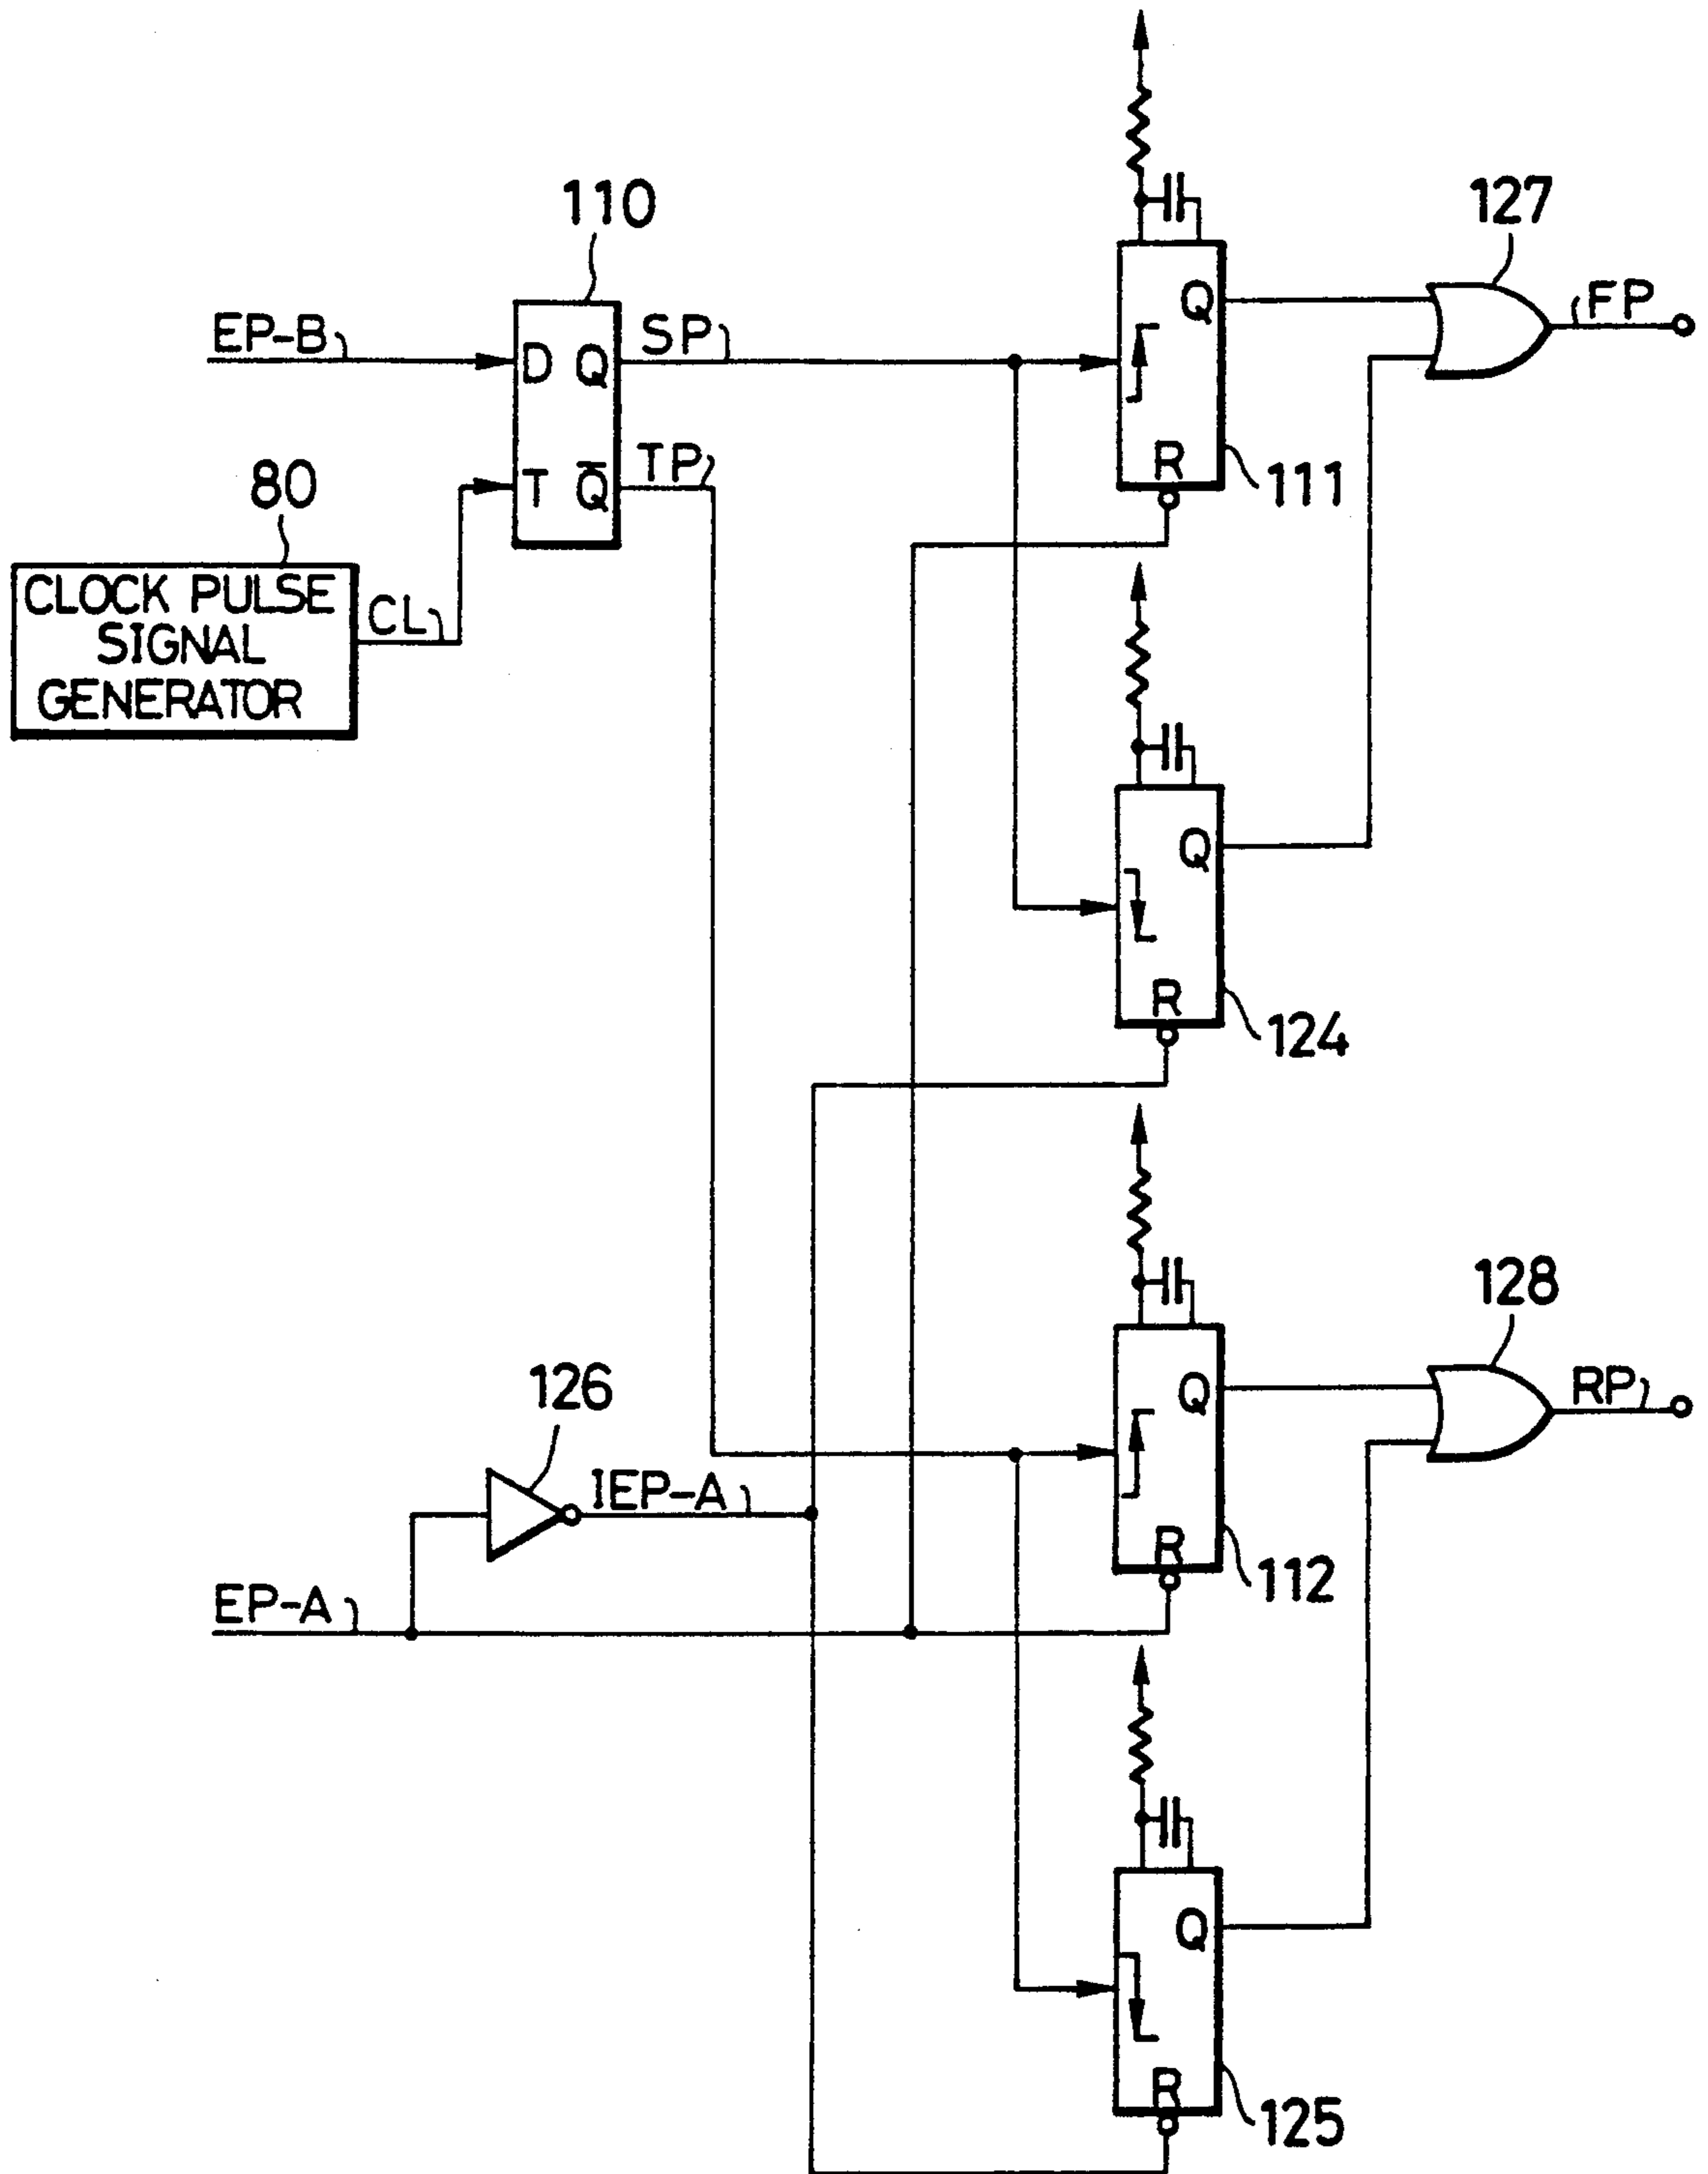 110
127
EP-B
D
Q
SP
Q
FP
TP
T
Q̅
R
111
80
CLOCK PULSE
SIGNAL
GENERATOR
CL
Q
R
124
128
126
Q
RP
IEP-A
R
112
EP-A
Q
R
125